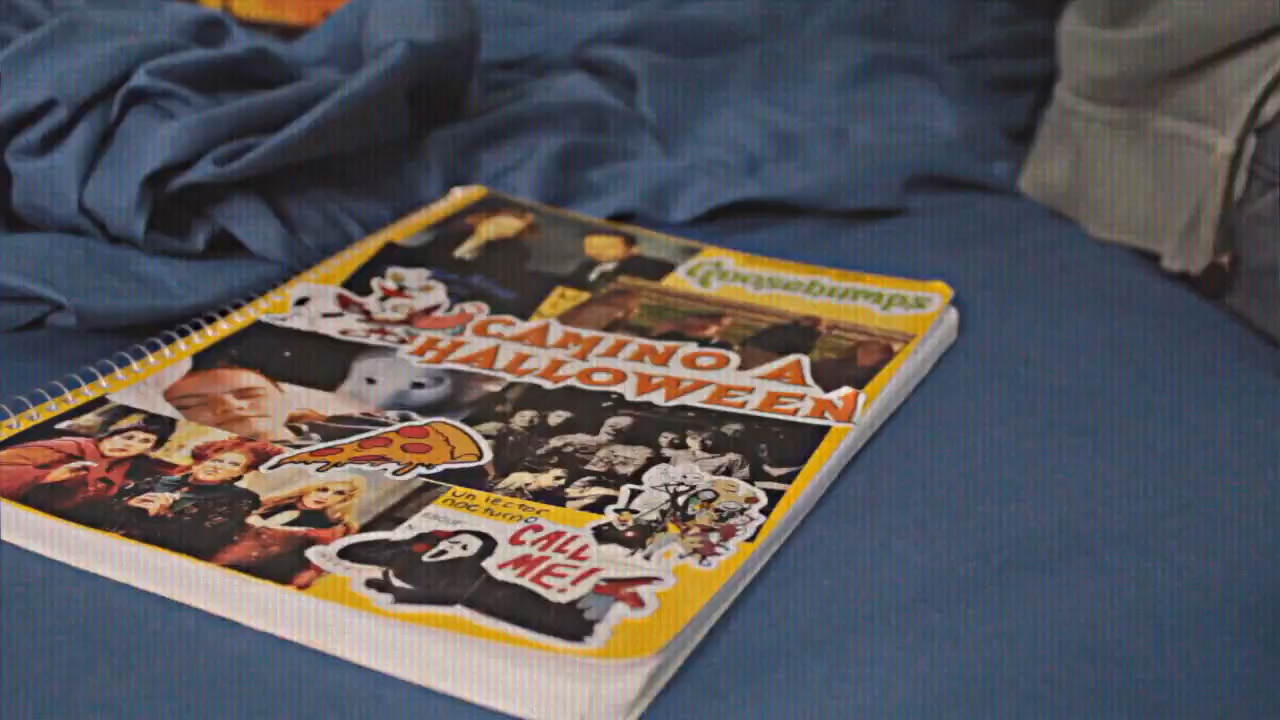 Goosebumps
CAMINO A
HALLOWEEN
UN LECTOR
NOCTURNO
CALL
ME!